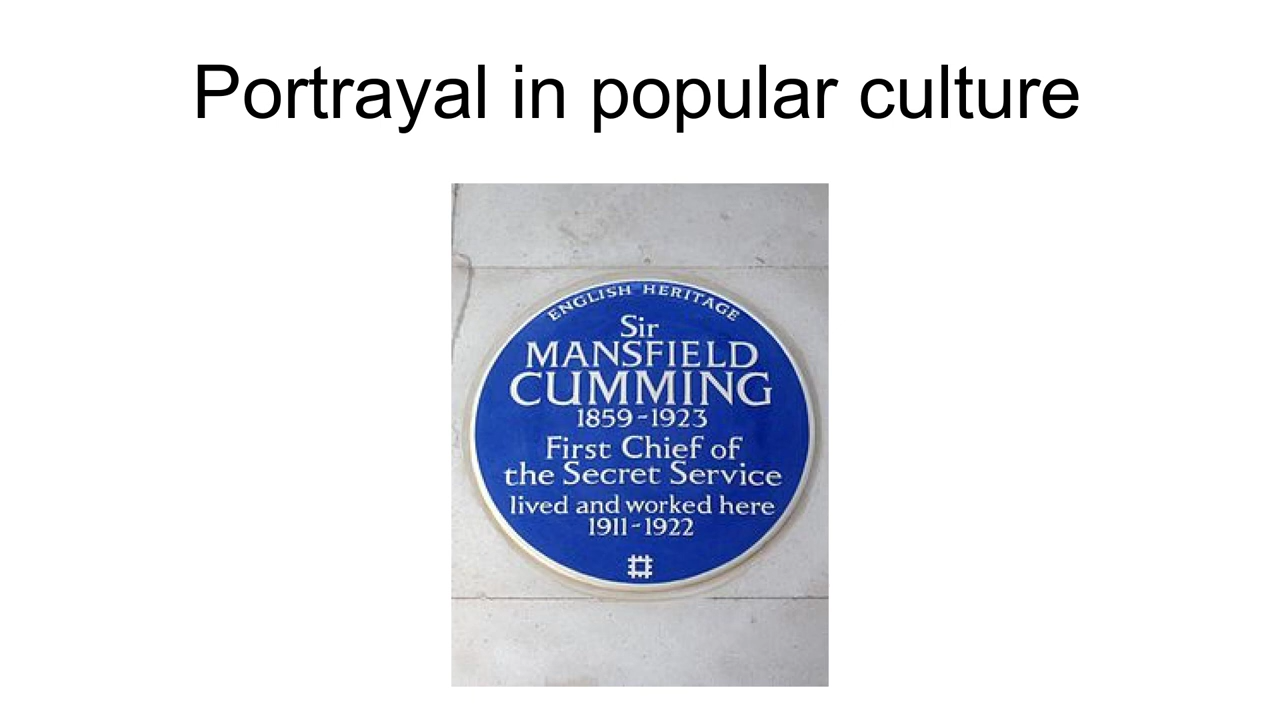 Portrayal in popular culture
ENGLISH HERITAGE
Sir
MANSFIELD
CUMMING
1859-1923
First Chief of
the Secret Service
lived and worked here
1911-1922